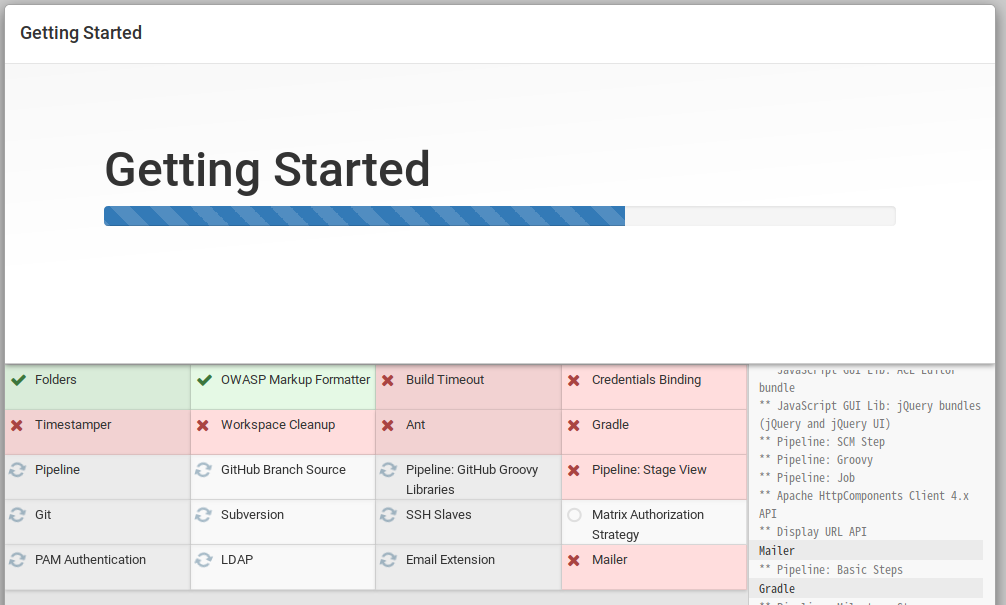 Getting Started
Getting Started
Folders
OWASP Markup Formatter
Build Timeout
Credentials Binding
Timestamper
Workspace Cleanup
Ant
Gradle
Pipeline
GitHub Branch Source
Pipeline: GitHub Groovy
Libraries
Pipeline: Stage View
Git
Subversion
SSH Slaves
Matrix Authorization
Strategy
PAM Authentication
LDAP
Email Extension
Mailer
** JavaScript GUI Lib: ACE Editor
bundle
** JavaScript GUI Lib: jQuery bundles
(jQuery and jQuery UI)
** Pipeline: SCM Step
** Pipeline: Groovy
** Pipeline: Job
** Apache HttpComponents Client 4.x
API
** Display URL API
Mailer
** Pipeline: Basic Steps
Gradle